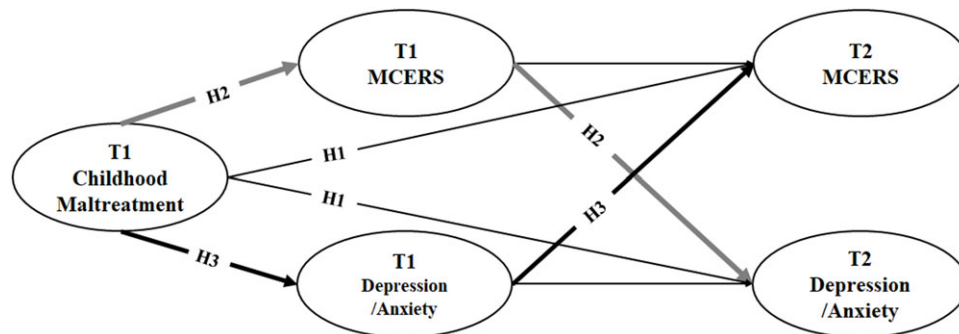 T1
MCERS
T2
MCERS
H2
T1
Childhood
Maltreatment
H1
H2
H1
H3
H3
T1
Depression
/Anxiety
T2
Depression
/Anxiety